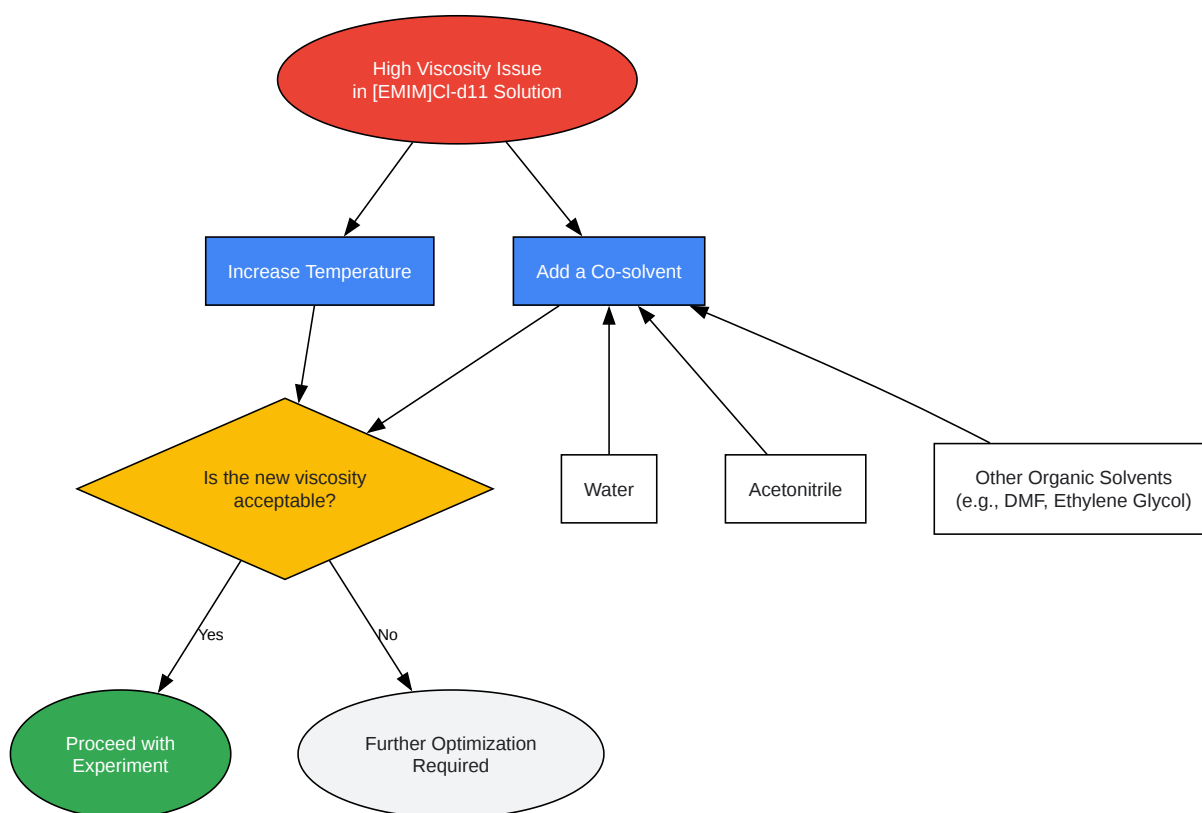 High Viscosity Issue
in [EMIM]Cl-d11 Solution
Increase Temperature
Add a Co-solvent
Is the new viscosity
acceptable?
Water
Acetonitrile
Other Organic Solvents
(e.g., DMF, Ethylene Glycol)
Yes
No
Proceed with
Experiment
Further Optimization
Required